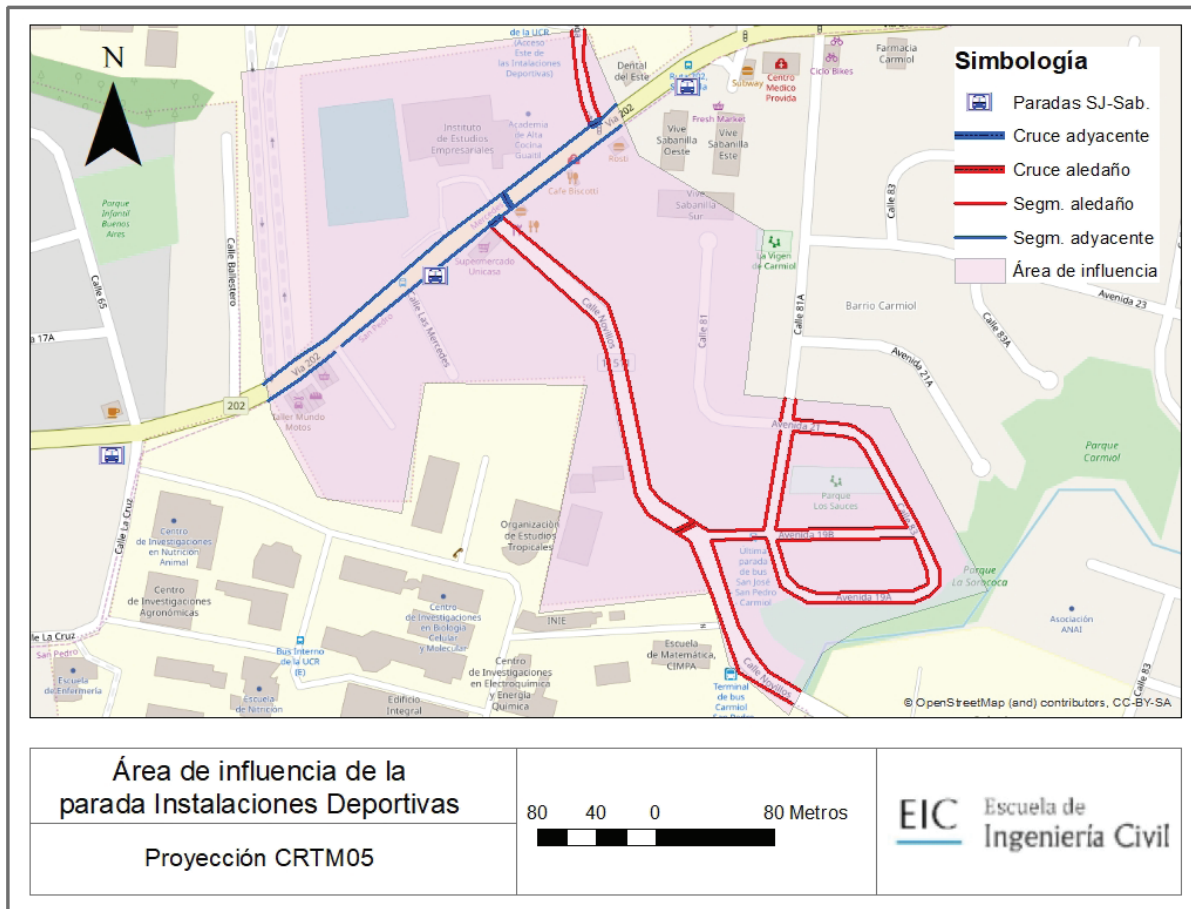 N
de la UCR
(Acceso
Este de
las Intalaciones
Deportivas)
Dental
del Este
Subway
Centro
Medico
Provida
Ciclo Bikes
Farmacia
Carmiol
Fresh Market
Vía 202
Instituto
de Estudios
Empresariales
Academia
de Alta
Cocina
Rosti
Cafe Biscotti
Vive
Sabanilla
Oeste
Vive
Sabanilla
Este
Vive
Sabanilla
Sur
La Vigen
de Carmiol
Parque
Infantil
Buenos
Aires
Calle Ballestero
Calle 65
Mercedes
Supermercado
Unicasa
Calle Las Mercedes
San Pedro
Vía 202
202
Taller Mundo
Motos
Calle Novillos
Calle 81
Calle 81A
Calle 83
Barrio Carmiol
Avenida 23
Calle 83A
Avenida 21A
Avenida 21
Parque
Carmiol
Parque
Los Sauces
Avenida 19B
Avenida 19A
Parque
La Sorococa
Última
parada
de bus
San José
San Pedro
Carmiol
Calle La Cruz
Centro de
Investigaciones
en Nutrición
Animal
Centro
de Investigaciones
Agronómicas
Organización
de Estudios
Tropicales
Centro
de Investigaciones
en Biología
Celular
y Molecular
INIE
Escuela
de Matemática,
CIMPA
Asociación
ANAI
Calle 83
San Pedro
Escuela
de Enfermería
Bus Interno
de la UCR
(E)
Escuela
de Nutrición
Edificio
Integral
Centro
de Investigaciones
en Electroquímica
y Energía
Química
Terminal
de bus
Carmiol
Calle Novillos
© OpenStreetMap (and) contributors, CC-BY-SA
Simbología
Paradas SJ-Sab.
Cruce adyacente
Cruce aledaño
Segm. aledaño
Segm. adyacente
Área de influencia
Área de influencia de la
parada Instalaciones Deportivas
Proyección CRTM05
80 40 0 80 Metros
EIC
Escuela de
Ingeniería Civil